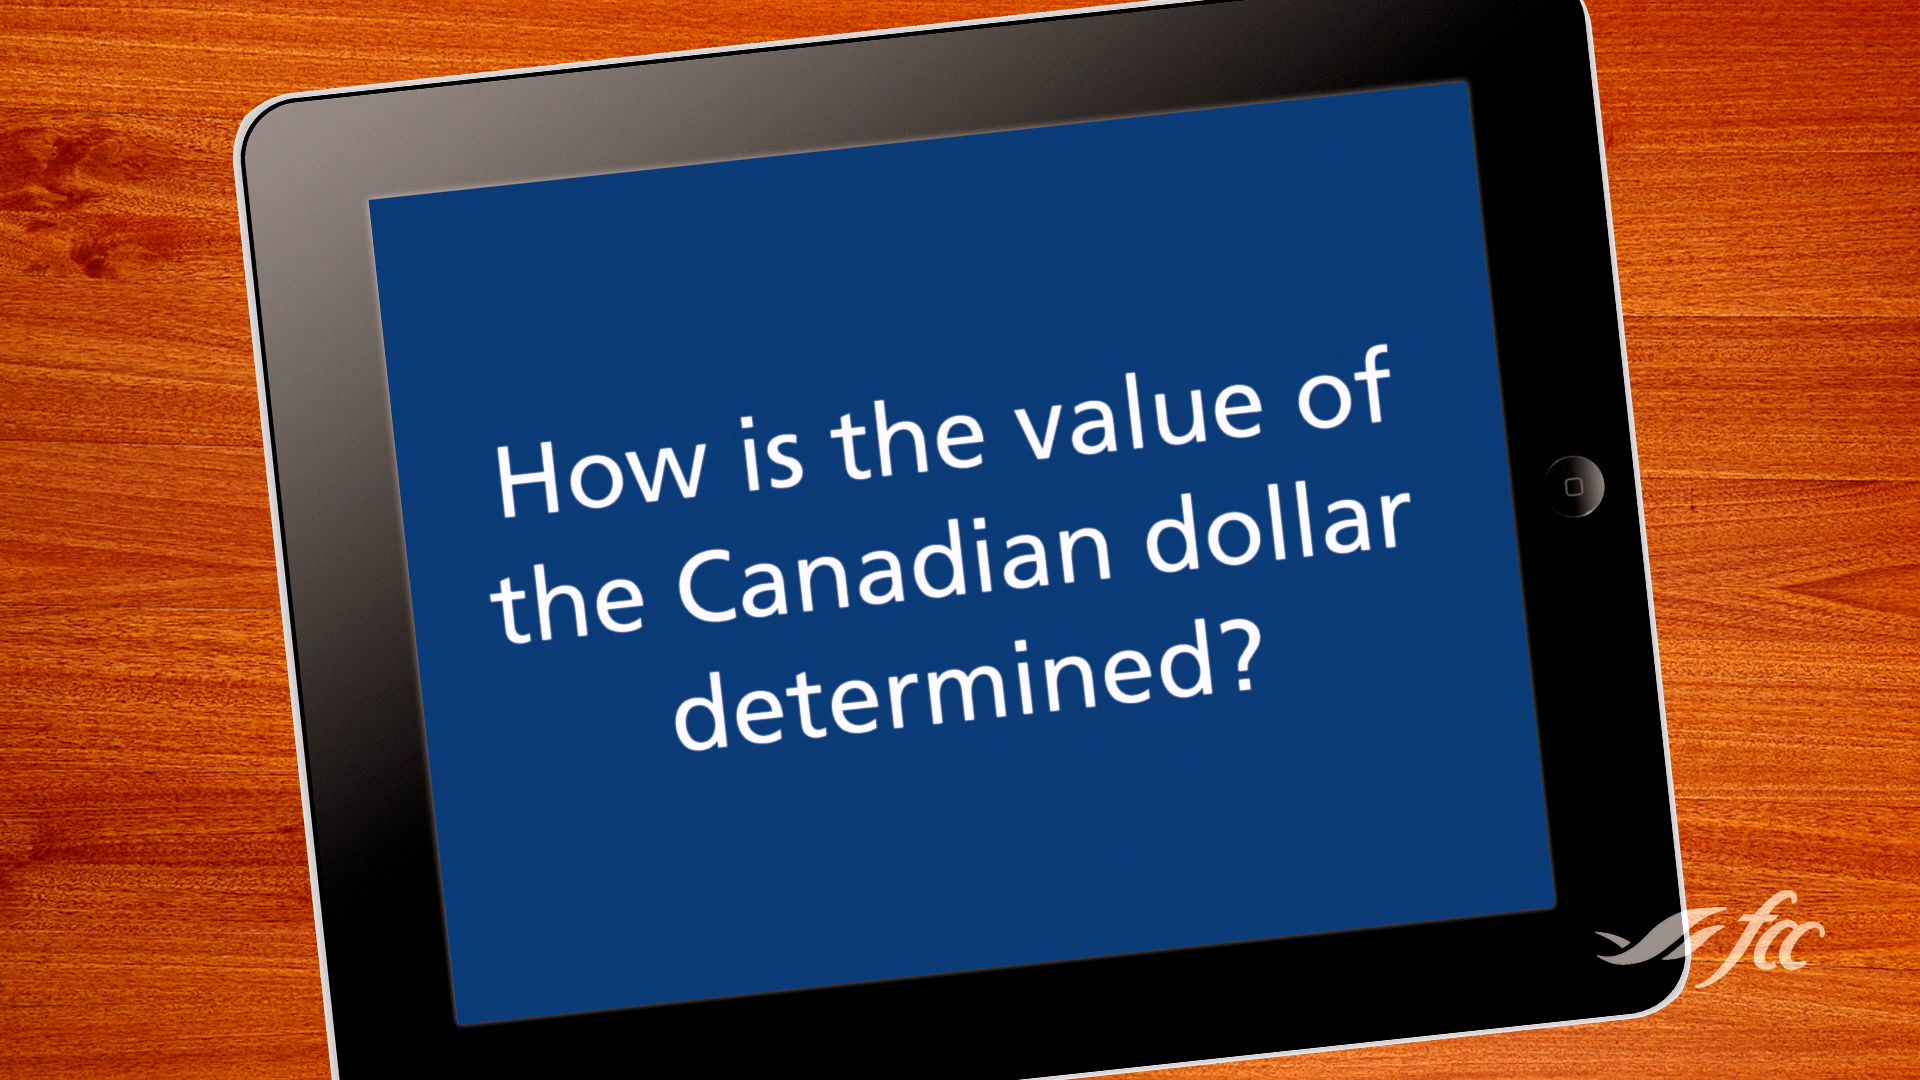 How is the value of
the Canadian dollar
determined?
fcc